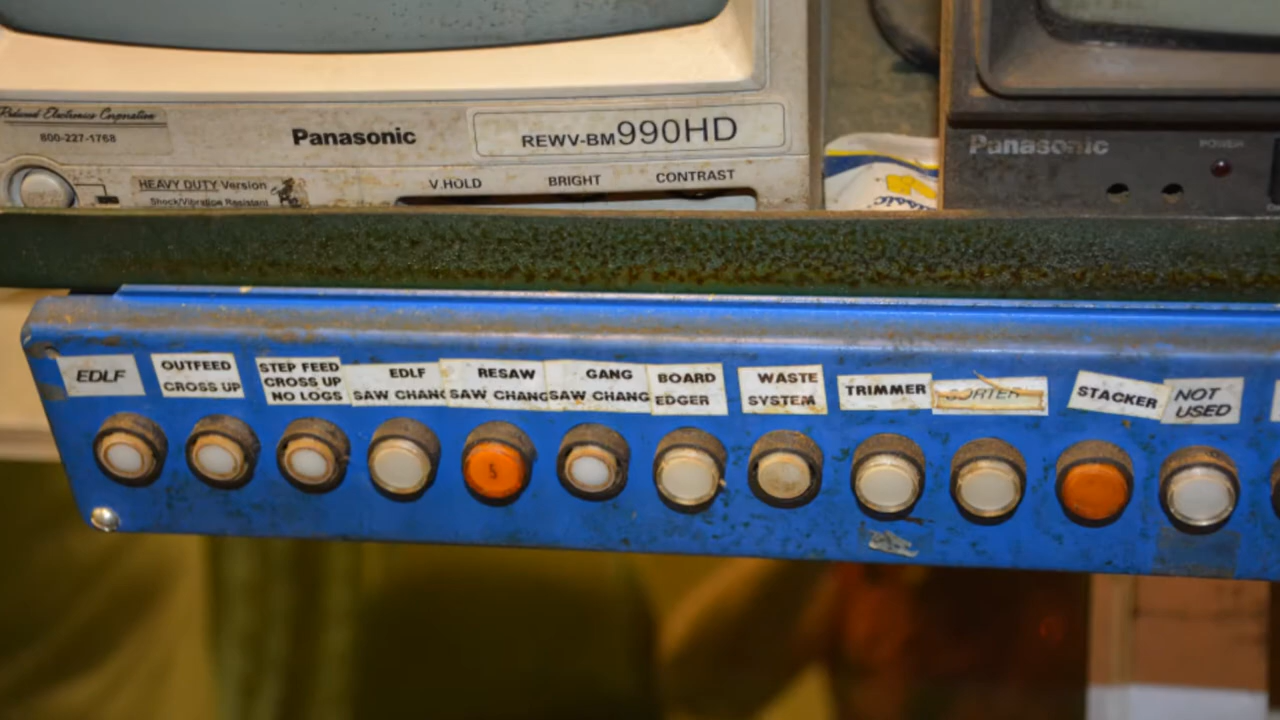 800-227-1768
Panasonic
REWV-BM990HD
HEAVY DUTY Version
Shock/Vibration Resistant
V.HOLD
BRIGHT
CONTRAST
Panasonic
POWER
EDLF
OUTFEED
CROSS UP
STEP FEED
CROSS UP
NO LOGS
EDLF
SAW CHANG
RESAW
SAW CHANG
GANG
SAW CHANG
BOARD
EDGER
WASTE
SYSTEM
TRIMMER
SORTER
STACKER
NOT
USED
5